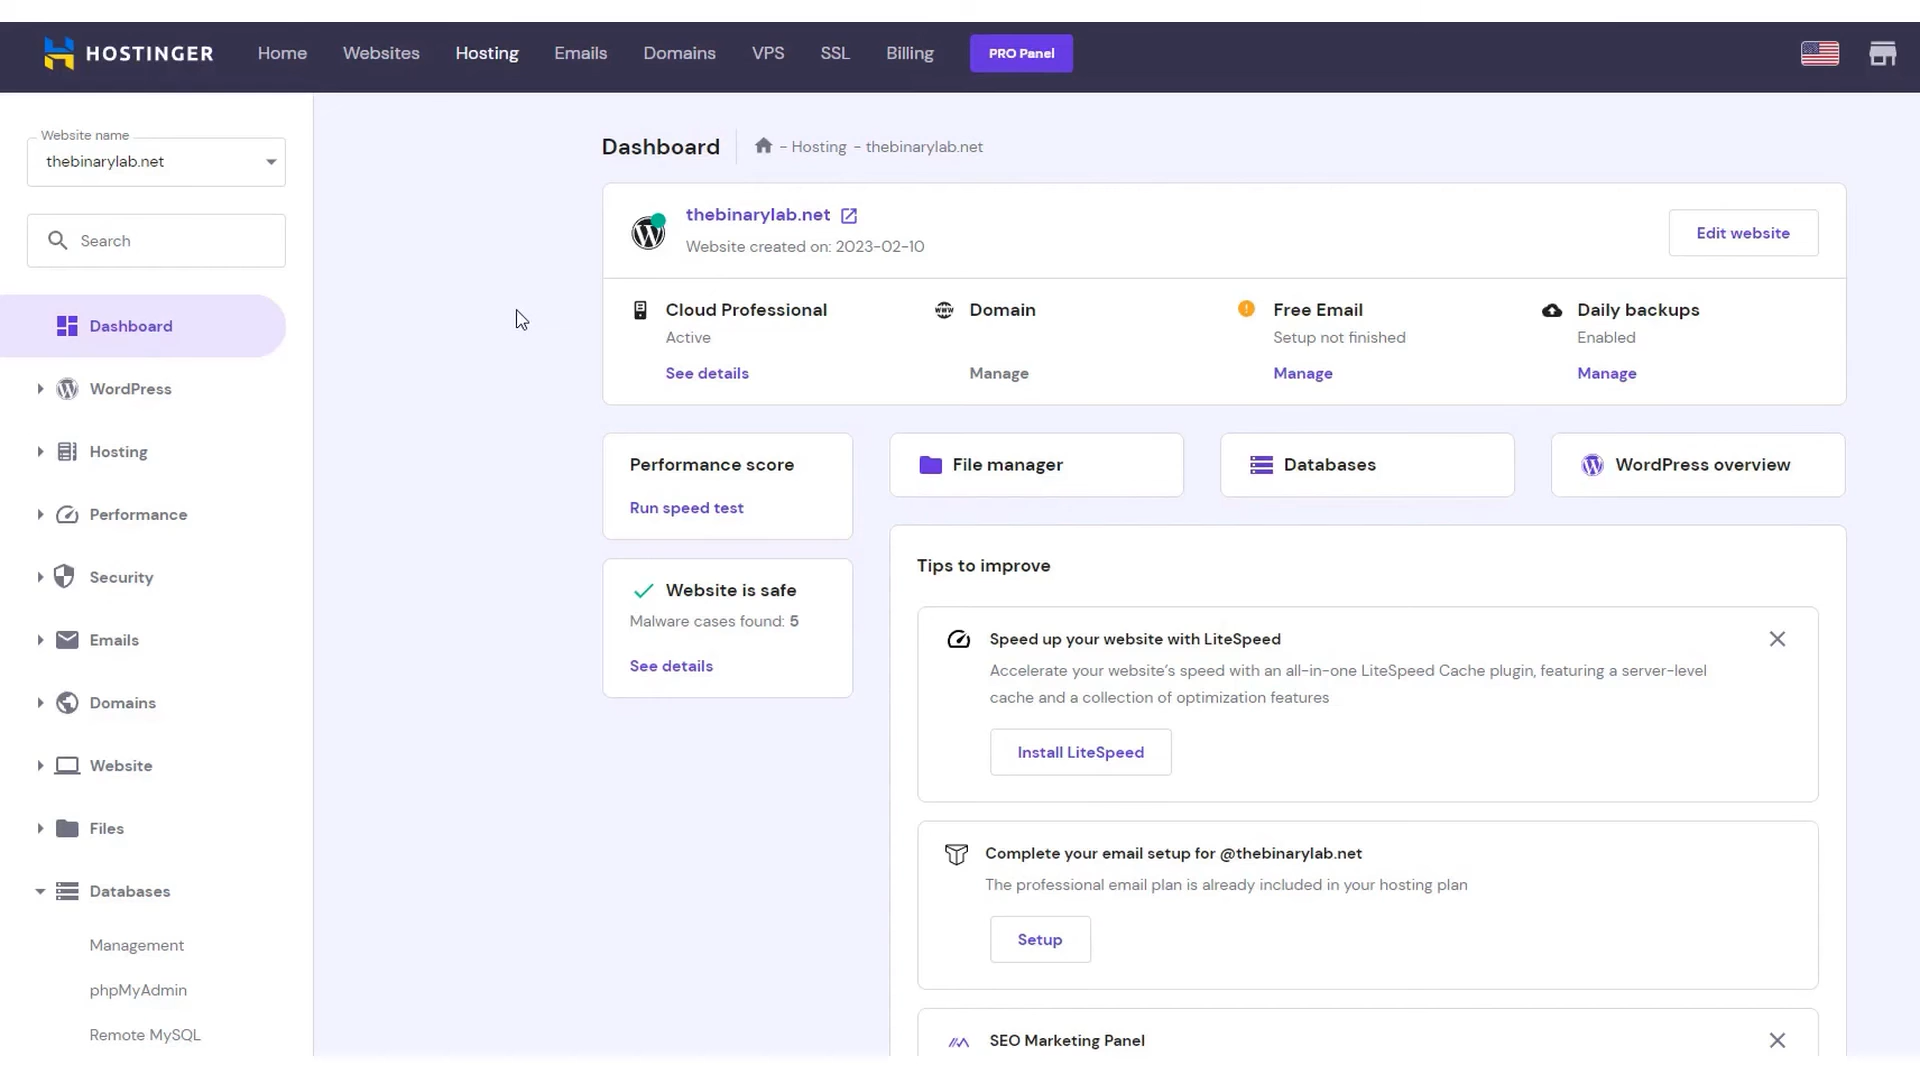 HOSTINGER
Home
Websites
Hosting
Emails
Domains
VPS
SSL
Billing
PRO Panel
Website name
thebinarylab.net
Search
Dashboard
WordPress
Hosting
Performance
Security
Emails
Domains
Website
Files
Databases
Management
phpMyAdmin
Remote MySQL
Dashboard
- Hosting - thebinarylab.net
thebinarylab.net
Website created on: 2023-02-10
Edit website
Cloud Professional
Active
See details
Domain
Manage
Free Email
Setup not finished
Manage
Daily backups
Enabled
Manage
Performance score
Run speed test
File manager
Databases
WordPress overview
Website is safe
Malware cases found: 5
See details
Tips to improve
Speed up your website with LiteSpeed
Accelerate your website’s speed with an all-in-one LiteSpeed Cache plugin, featuring a server-level
cache and a collection of optimization features
Install LiteSpeed
Complete your email setup for @thebinarylab.net
The professional email plan is already included in your hosting plan
Setup
SEO Marketing Panel